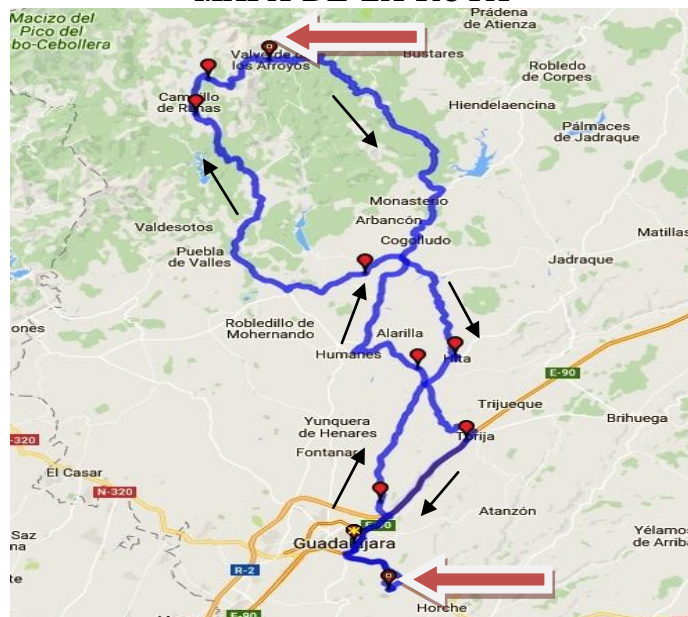 Macizo del
Pico del
bo-Cebollera
Prádena
de Atienza
Valverde de
los Arroyos
Bustares
Robledo
de Corpes
Campillo
de Ranas
Hiendelaencina
Pálmaces
de Jadraque
Monasterio
Valdesotos
Arbancón
Cogolludo
Matillas
Puebla
de Valles
Jadraque
ones
Robledillo de
Mohernando
Alarilla
Humanes
Hita
E-90
Trijueque
Yunquera
de Henares
Brihuega
Torija
-320
Fontanar
El Casar
N-320
Atanzón
Saz
ma
E-90
Guadalajara
Yélamos
de Arriba
R-2
te
E-90
Horche